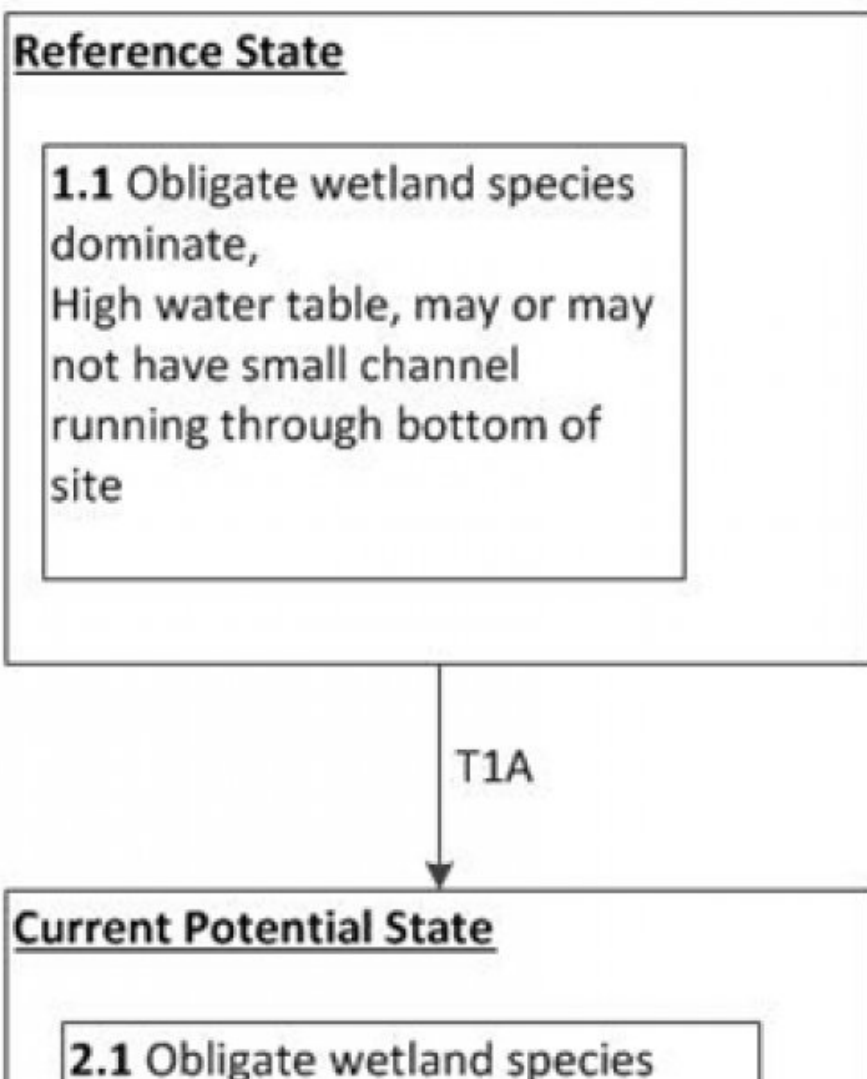 Reference State
1.1 Obligate wetland species
dominate,
High water table, may or may
not have small channel
running through bottom of
site
T1A
Current Potential State
2.1 Obligate wetland species